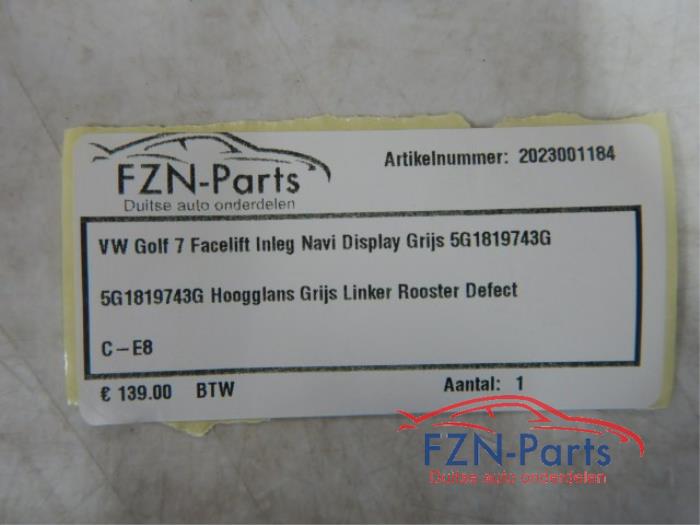 FZN-Parts
Duitse auto onderdelen
Artikelnummer: 2023001184
VW Golf 7 Facelift Inleg Navi Display Grijs 5G1819743G
5G1819743G Hoogglans Grijs Linker Rooster Defect
C-E8
€ 139.00 BTW
Aantal: 1
FZN-Parts
Duitse auto onderdelen